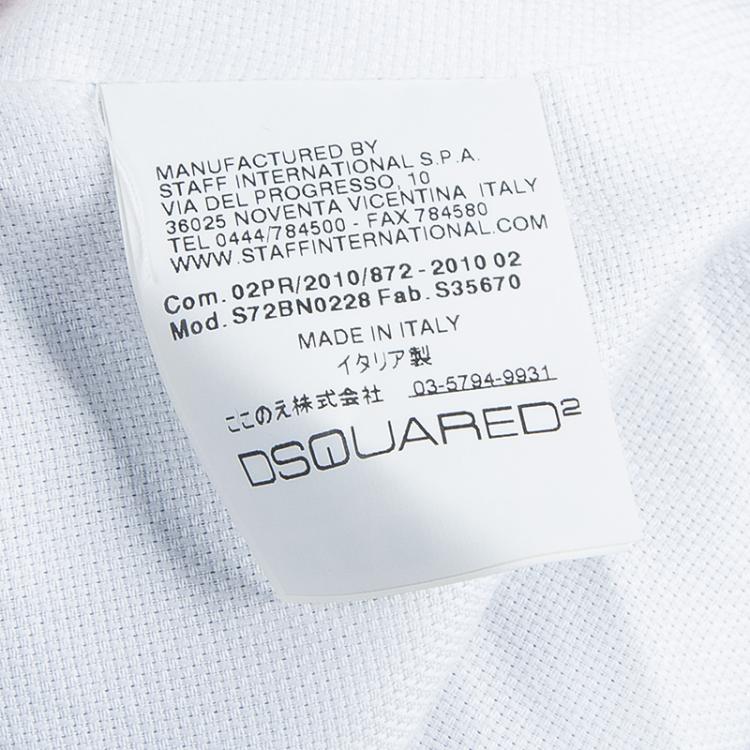 MANUFACTURED BY
STAFF INTERNATIONAL S.P.A.
VIA DEL PROGRESSO, 10
36025 NOVENTA VICENTINA ITALY
TEL 0444/784500 - FAX 784580
WWW.STAFFINTERNATIONAL.COM
Com. 02PR/2010/872 - 2010 02
Mod. S72BN0228 Fab. S35670
MADE IN ITALY
イタリア製
ここのえ株式会社 03-5794-9931
DSQUARED2